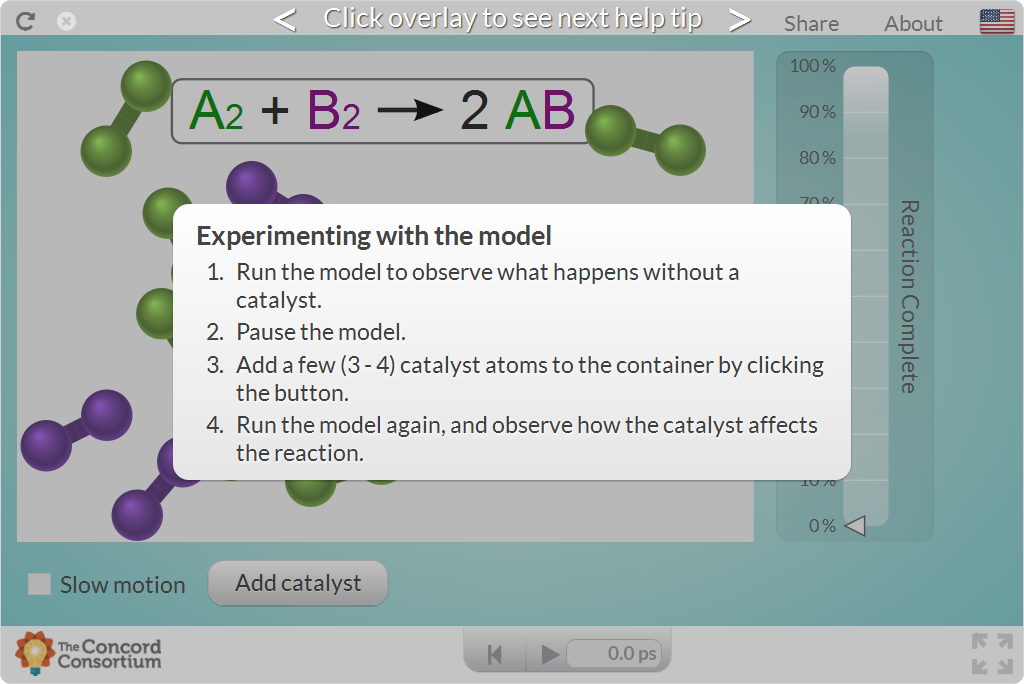 Click overlay to see next help tip
Share
About
A2 + B2 → 2 AB
100 %
90 %
80 %
70 %
Experimenting with the model
1. Run the model to observe what happens without a
catalyst.
2. Pause the model.
3. Add a few (3 - 4) catalyst atoms to the container by clicking
the button.
4. Run the model again, and observe how the catalyst affects
the reaction.
Reaction Complete
10 %
0 %
Slow motion
Add catalyst
The Concord
Consortium
0.0 ps